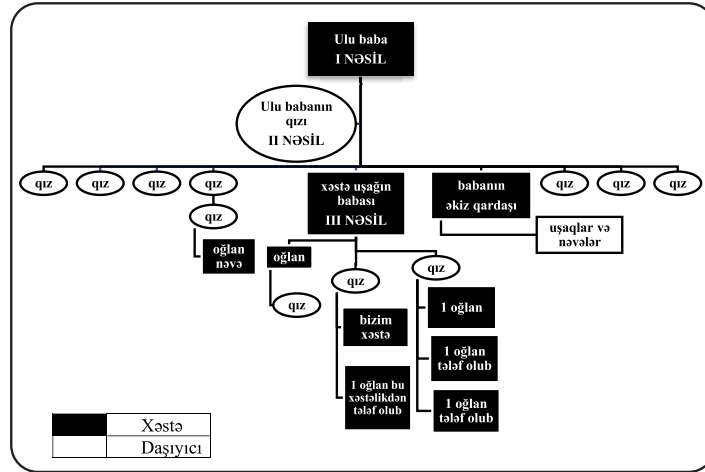 Ulu baba
I NƏSİL
Ulu babanın
qızı
II NƏSİL
qız
qız
qız
qız
xəstə uşağın
babası
III NƏSİL
babanın
əkiz qardaşı
qız
qız
qız
qız
uşaqlar və
nəvələr
oğlan
nəvə
oğlan
qız
qız
qız
bizim
xəstə
1 oğlan bu
xəstəlikdən
tələf olub
1 oğlan
1 oğlan
tələf olub
1 oğlan
tələf olub
Xəstə
Daşıyıcı